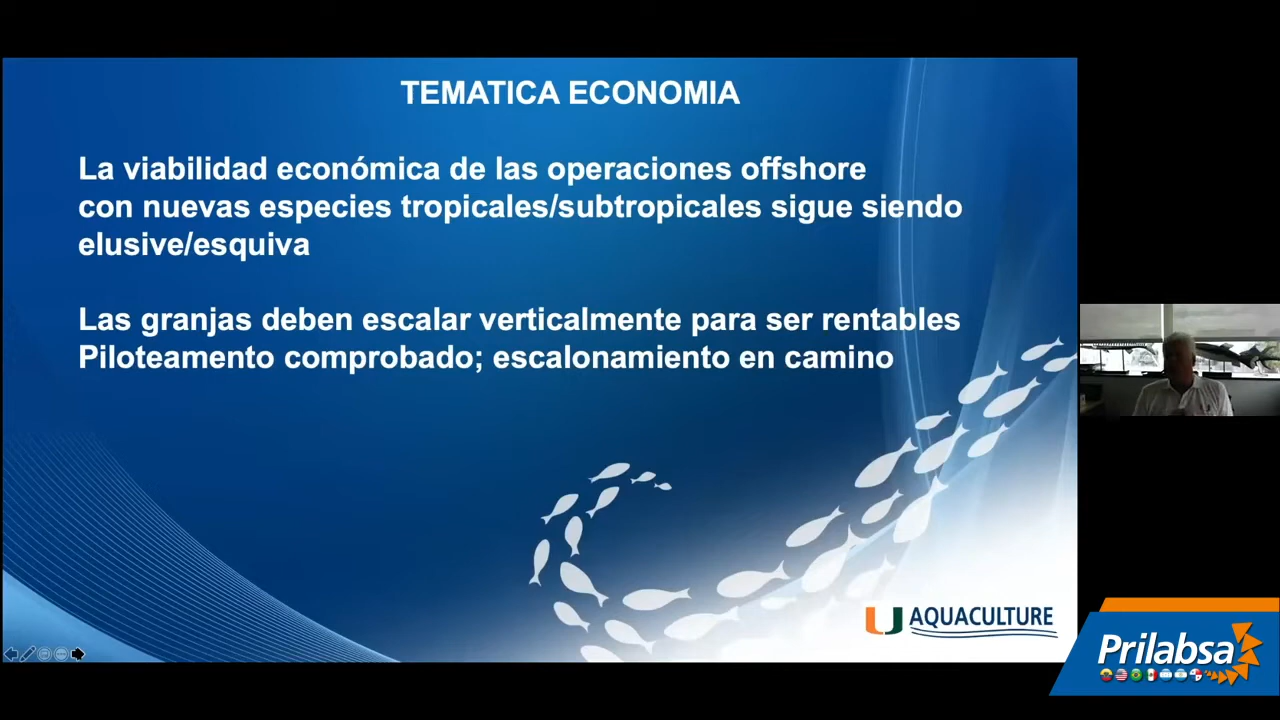 TEMATICA ECONOMIA
La viabilidad económica de las operaciones offshore
con nuevas especies tropicales/subtropicales sigue siendo
elusive/esquiva
Las granjas deben escalar verticalmente para ser rentables
Piloteamento comprobado; escalonamiento en camino
U AQUACULTURE
Prilabsa